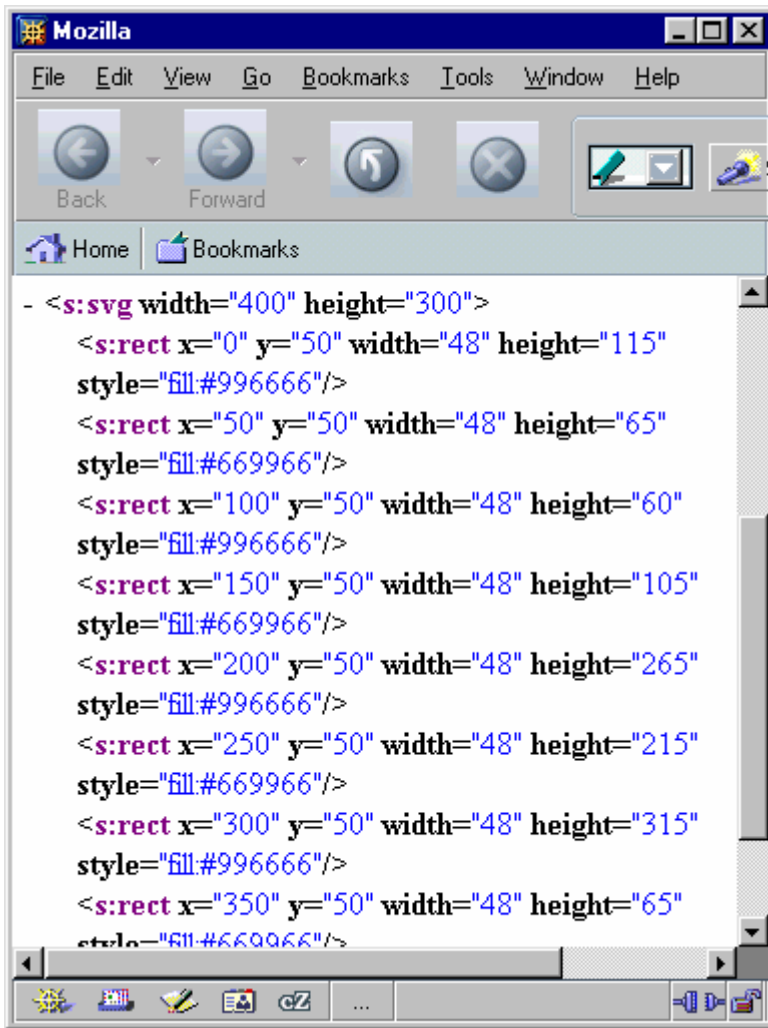 Mozilla
File Edit View Go Bookmarks Tools Window Help
Back Forward
Home Bookmarks
- <s:svg width="400" height="300">
<s:rect x="0" y="50" width="48" height="115"
style="fill:#996666"/>
<s:rect x="50" y="50" width="48" height="65"
style="fill:#669966"/>
<s:rect x="100" y="50" width="48" height="60"
style="fill:#996666"/>
<s:rect x="150" y="50" width="48" height="105"
style="fill:#669966"/>
<s:rect x="200" y="50" width="48" height="265"
style="fill:#996666"/>
<s:rect x="250" y="50" width="48" height="215"
style="fill:#669966"/>
<s:rect x="300" y="50" width="48" height="315"
style="fill:#996666"/>
<s:rect x="350" y="50" width="48" height="65"
style="fill:#669966"/>
cZ ...